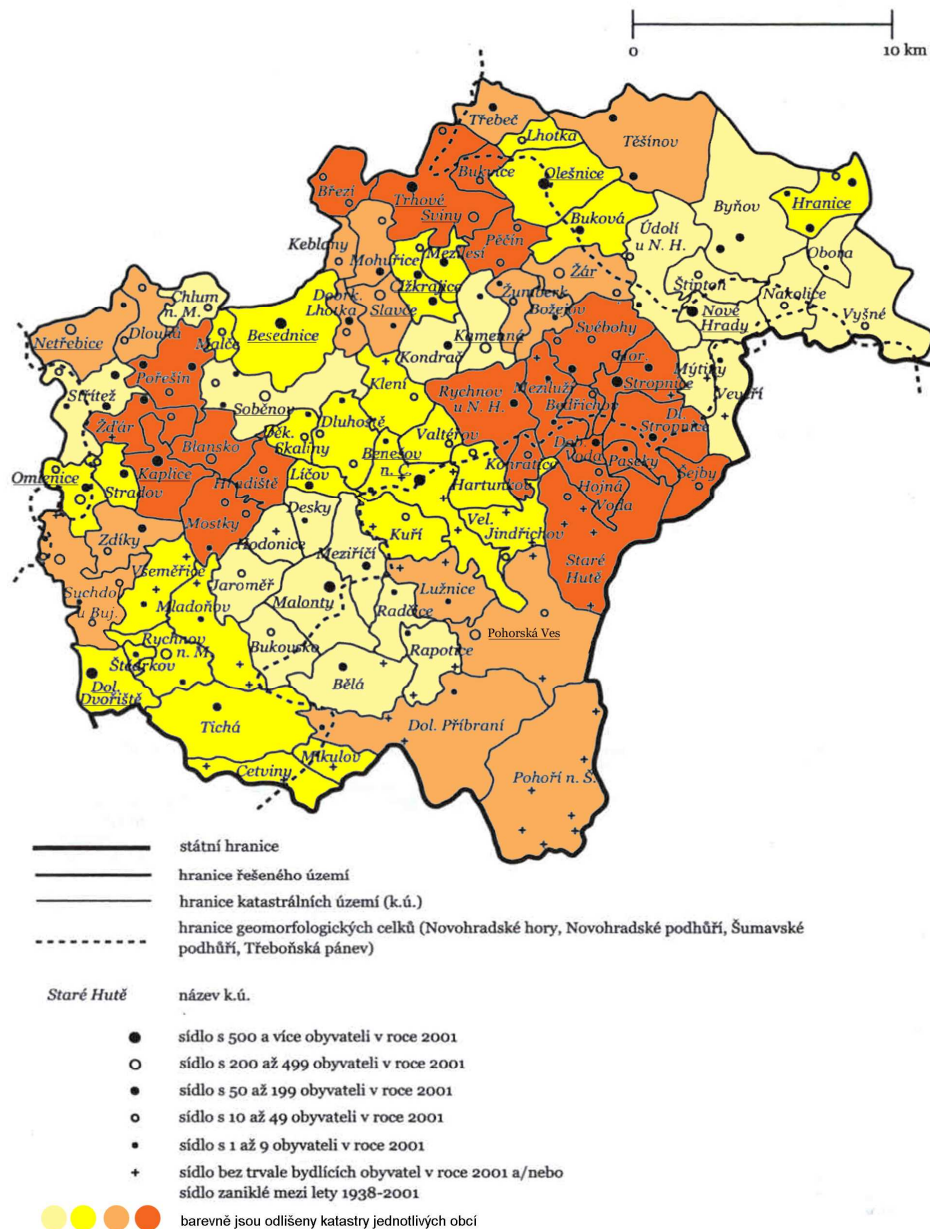 0 10 km
Třebeč
Lhotka
Těšínov
Březí
Bukvice
Trhové
Sviny
Olešnice
Byňov
Hranice
Buková
Údolí
u N. H.
Pěčín
Keblany
Mohuřice
Mezilesí
Obora
Chlum
n. M.
Dobrk.
Lhotka
Čížkrajice
Slavče
Žár
Žumberk
Božejov
Štiptoň
Nakolice
Vyšné
Nové
Hrady
Netřebice
Dlouhá
Malče
Besednice
Kondrač
Kamenná
Svébohy
Hor.
Stropnice
Mýtiny
Veveří
Pořešín
Střítež
Soběnov
Klení
Rychnov
u N. H.
Meziluží
Bedřichov
Dl.
Stropnice
Žďár
Blansko
Děk.
Skaliny
Dluhoště
Valtérov
Dob.
Voda
Paseky
Omlenice
Kaplice
Benešov
n. Č.
Konratice
Šejby
Stradov
Hradiště
Líčov
Hartunkov
Hojná
Voda
Mostky
Desky
Vel.
Jindřichov
Zdíky
Hodonice
Kuří
Staré
Hutě
Všeměřice
Meziříčí
Suchdol
u Buj.
Jaroměř
Malonty
Lužnice
Mladoňov
Radčice
Rychnov
n. M.
Bukovsko
Pohorská Ves
Rapotice
Štědrkov
Bělá
Dol.
Dvořiště
Tichá
Dol. Příbraní
Mikulov
Cetviny
Pohoří n. Š.
státní hranice
hranice řešeného území
hranice katastrálních území (k.ú.)
hranice geomorfologických celků (Novohradské hory, Novohradské podhůří, Šumavské
podhůří, Třeboňská pánev)
Staré Hutě název k.ú.
sídlo s 500 a více obyvateli v roce 2001
sídlo s 200 až 499 obyvateli v roce 2001
sídlo s 50 až 199 obyvateli v roce 2001
sídlo s 10 až 49 obyvateli v roce 2001
sídlo s 1 až 9 obyvateli v roce 2001
sídlo bez trvale bydlících obyvatel v roce 2001 a/nebo
sídlo zaniklé mezi lety 1938-2001
barevně jsou odlišeny katastry jednotlivých obcí